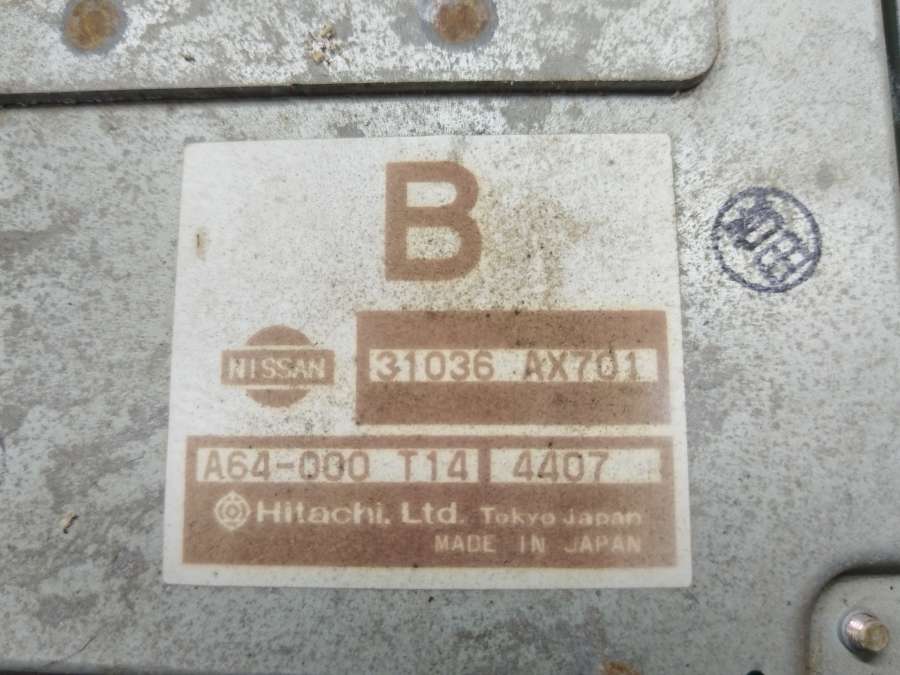 B
NISSAN
31036 AX701
A64-000 T14 4407
Hitachi, Ltd. Tokyo Japan
MADE IN JAPAN